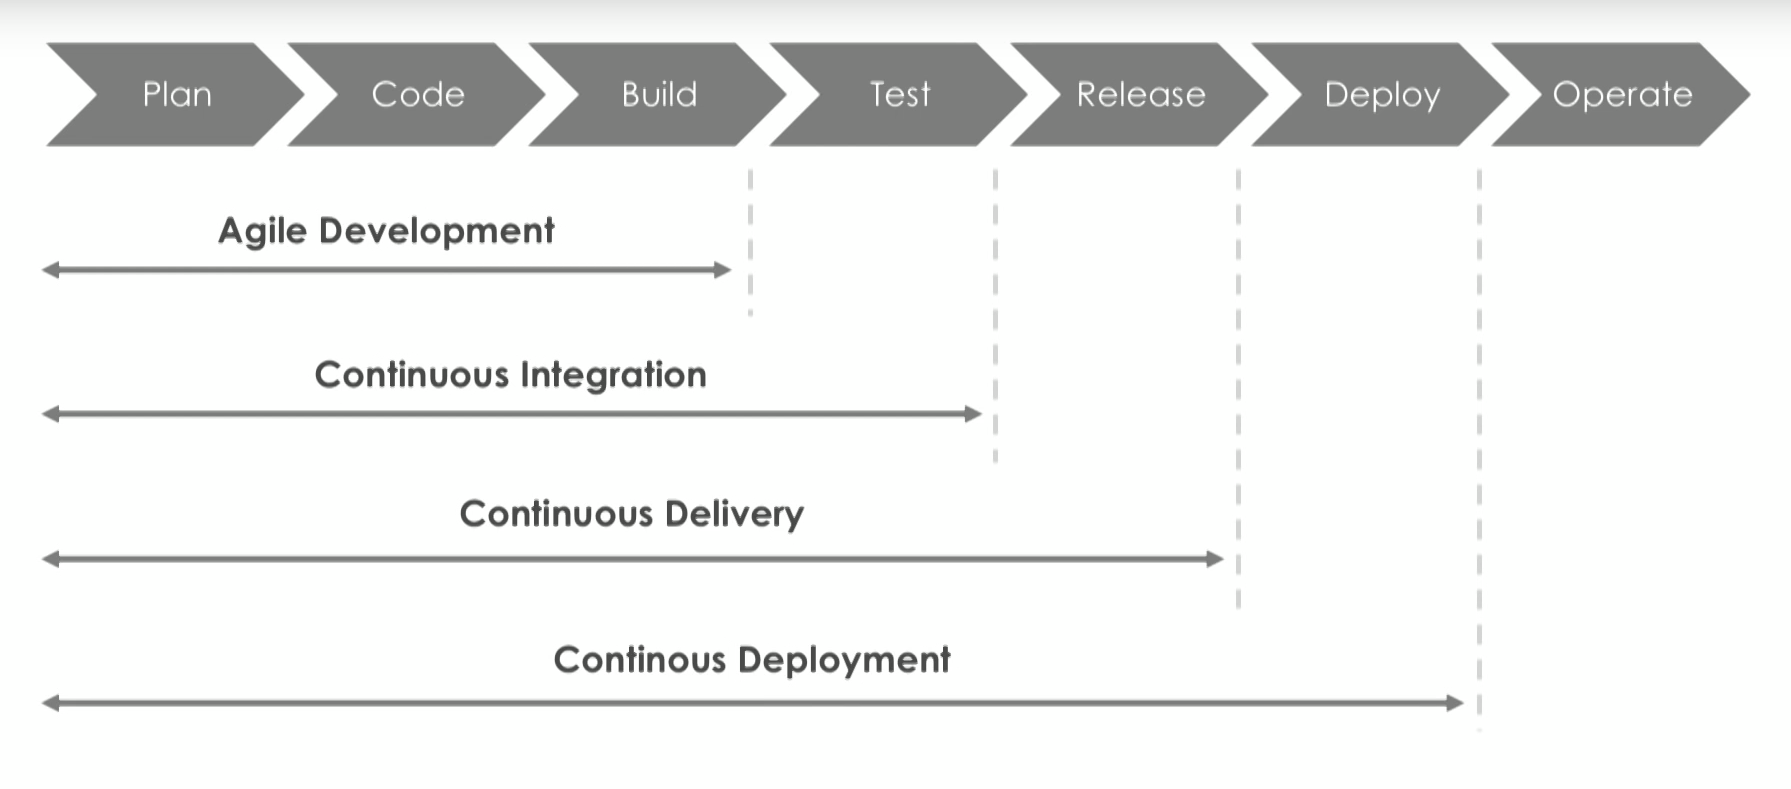 Plan
Code
Build
Test
Release
Deploy
Operate
Agile Development
Continuous Integration
Continuous Delivery
Continous Deployment